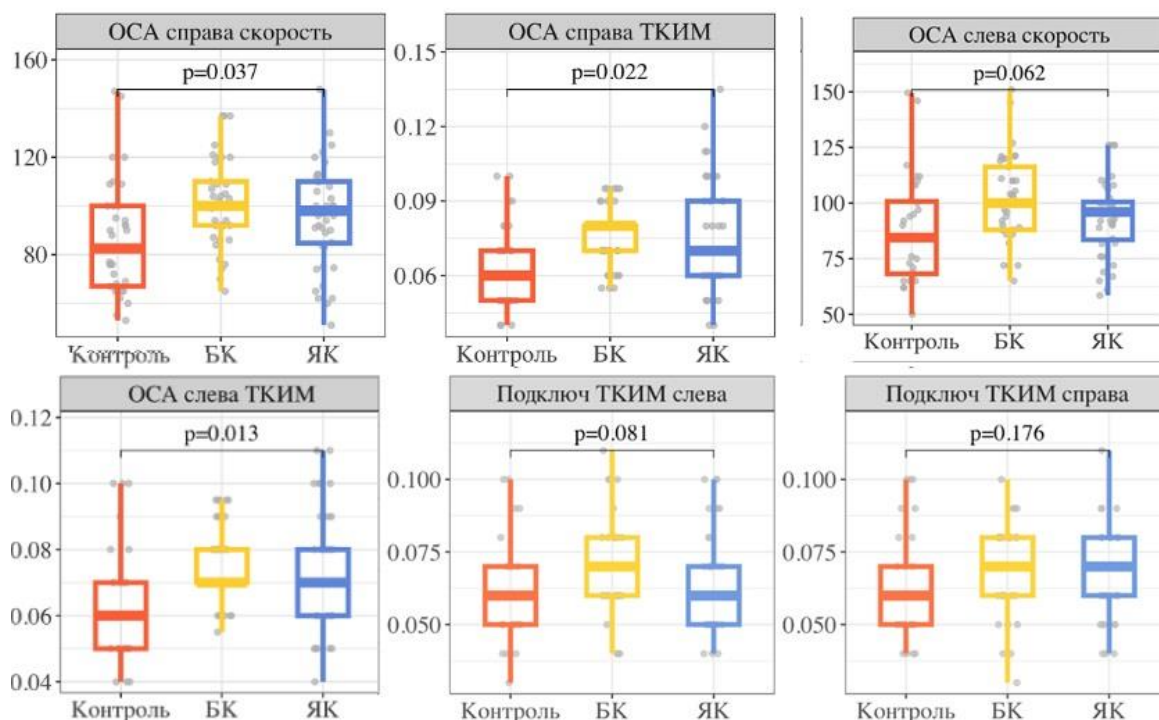 ОСА справа скорость
160
120
80
p=0.037
Контроль БК ЯК
ОСА справа ТКИМ
0.15
0.12
0.09
0.06
p=0.022
Контроль БК ЯК
ОСА слева скорость
150
125
100
75
50
p=0.062
Контроль БК ЯК
ОСА слева ТКИМ
0.12
0.10
0.08
0.06
0.04
p=0.013
Контроль БК ЯК
Подключ ТКИМ слева
0.100
0.075
0.050
p=0.081
Контроль БК ЯК
Подключ ТКИМ справа
0.100
0.075
0.050
p=0.176
Контроль БК ЯК